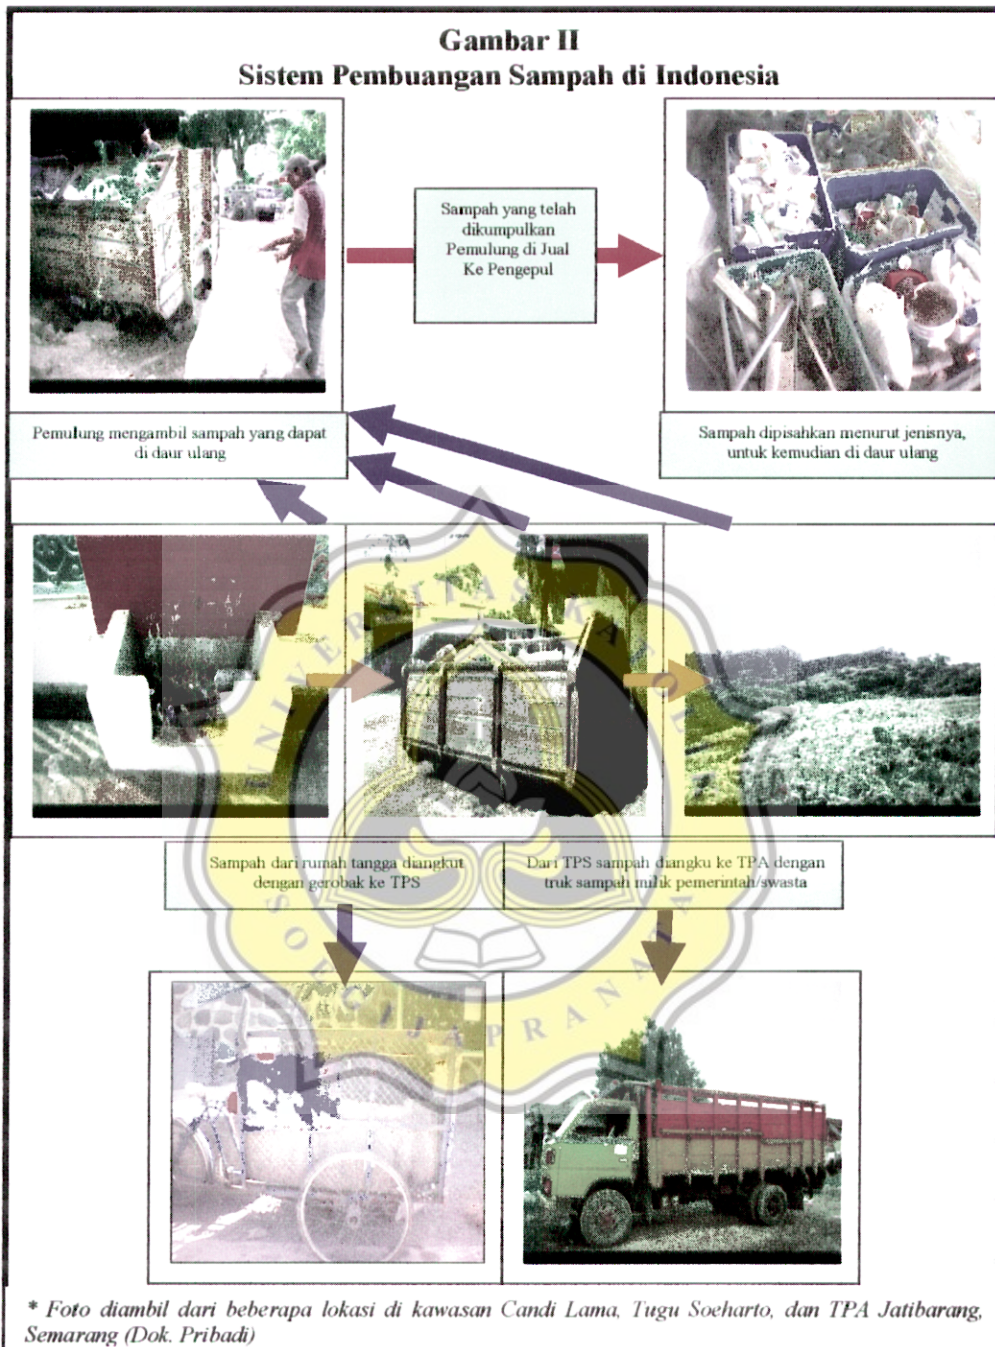 Gambar II
Sistem Pembuangan Sampah di Indonesia
Sampah yang telah
dikumpulkan
Pemulung di Jual
Ke Pengepul
Pemulung mengambil sampah yang dapat
di daur ulang
Sampah dipisahkan menurut jenisnya,
untuk kemudian di daur ulang
Sampah dari rumah tangga diangkut
dengan gerobak ke TPS
Dari TPS sampah diangku ke TPA dengan
truk sampah milik pemerintah/swasta
UNIVERSITAS KATOLIK
SOEGIJAPRANATA
* Foto diambil dari beberapa lokasi di kawasan Candi Lama, Tugu Soeharto, dan TPA Jatibarang,
Semarang (Dok. Pribadi)